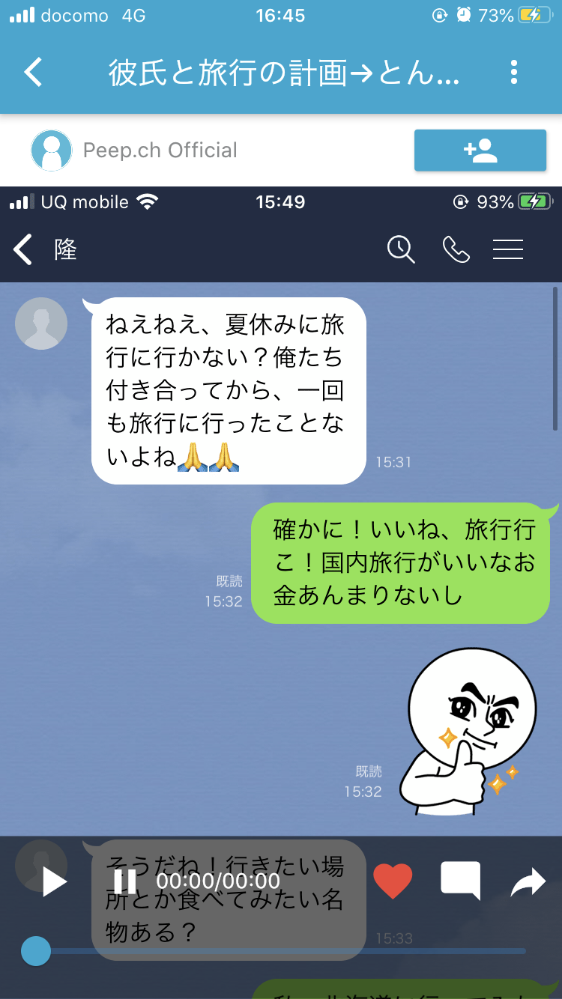 docomo 4G 16:45 73%
彼氏と旅行の計画→とん...
Peep.ch Official
UQ mobile 15:49 93%
隆
ねえねえ、夏休みに旅
行に行かない？俺たち
付き合ってから、一回
も旅行に行ったことな
いよね🙏🙏
15:31
確かに！いいね、旅行行
こ！国内旅行がいいなお
金あんまりないし
既読
15:32
既読
15:32
そうだね！行きたい場
所とか食べてみたい名
物ある？
15:33
00:00/00:00